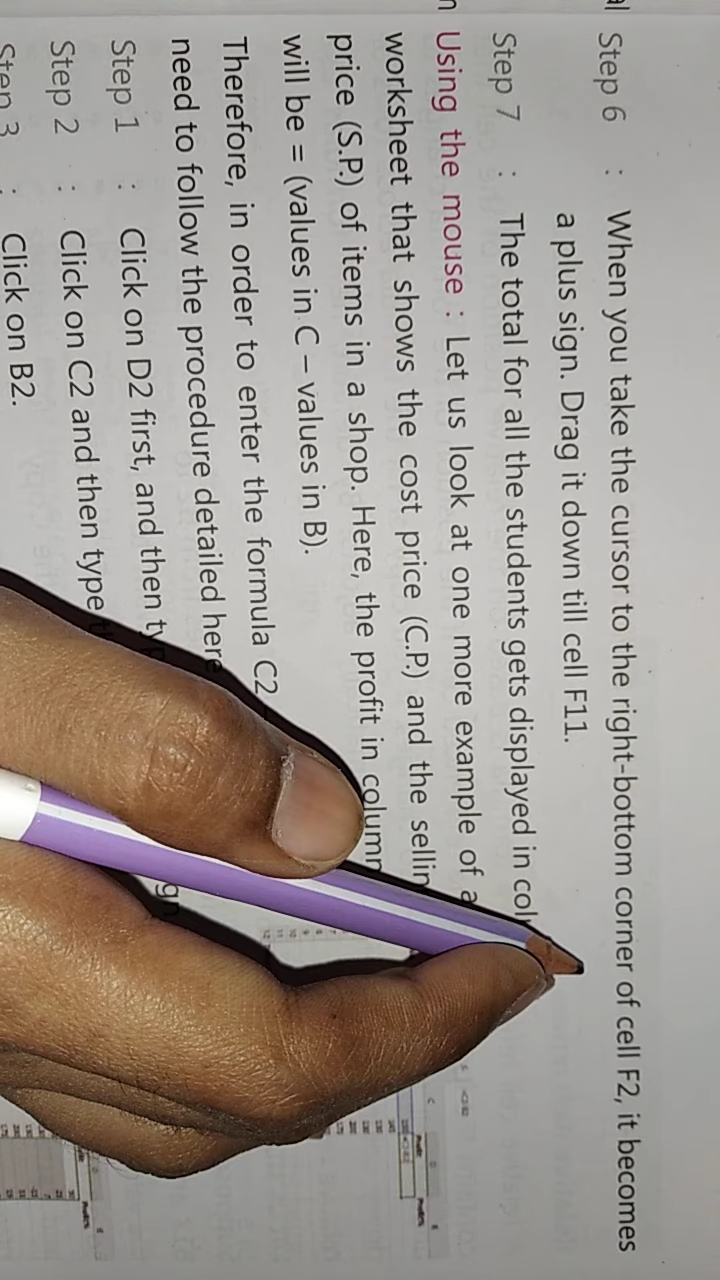 Step 6 : When you take the cursor to the right-bottom corner of cell F2, it becomes
a plus sign. Drag it down till cell F11.
Step 7 : The total for all the students gets displayed in
Using the mouse : Let us look at one more example of a
worksheet that shows the cost price (C.P.) and the
price (S.P.) of items in a shop. Here, the profit in column
will be = (values in C – values in B).
Therefore, in order to enter the formula C2
need to follow the procedure detailed here
Step 1 : Click on D2 first, and then
Step 2 : Click on C2 and then type
Step 3 : Click on B2.